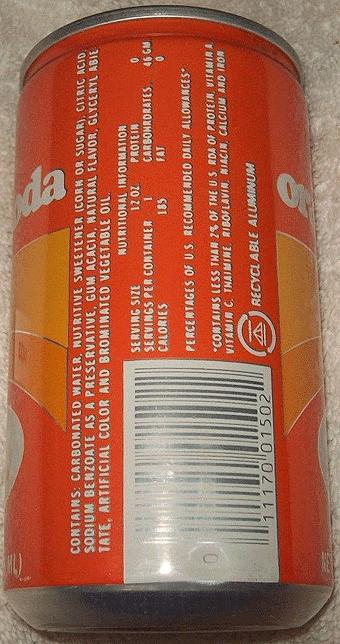 oda
CONTAINS: CARBONATED WATER, NUTRITIVE SWEETENER (CORN OR SUGAR), CITRIC ACID,
SODIUM BENZOATE AS A PRESERVATIVE, GUM ACACIA, NATURAL FLAVOR, GLYCERYL ABIE
TATE, ARTIFICIAL COLOR AND BROMINATED VEGETABLE OIL.
NUTRITIONAL INFORMATION
SERVING SIZE 12 OZ. PROTEIN 0
SERVINGS PER CONTAINER 1 CARBOHYDRATES 46 GM
CALORIES 185 FAT 0
PERCENTAGES OF U.S. RECOMMENDED DAILY ALLOWANCES*
*CONTAINS LESS THAN 2% OF THE U.S. RDA OF PROTEIN, VITAMIN A,
VITAMIN C, THIAMINE, RIBOFLAVIN, NIACIN, CALCIUM AND IRON
RECYCLABLE ALUMINUM
11170 01502
or